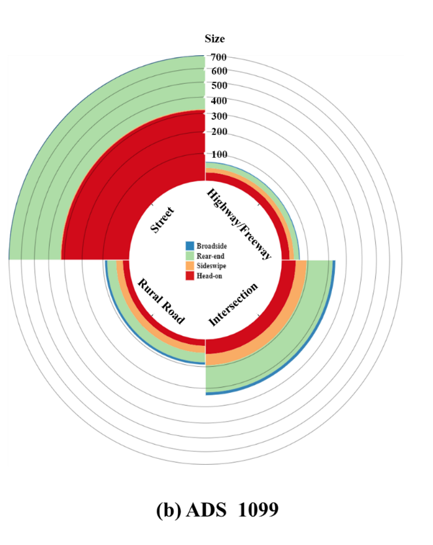 Size
700
600
500
400
300
200
100
Highway/Freeway
Street
Broadside
Rear-end
Sideswipe
Head-on
Rural Road
Intersection
(b) ADS 1099